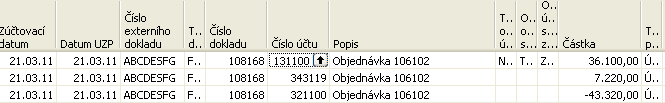 Zúčtovací datum Datum UZP Číslo externího dokladu T... d... Číslo dokladu Číslo účtu Popis T... o... ú... O... o... s... O... ú... s... z... Částka T... p...
21.03.11 21.03.11 ABCDESFG F... 108168 131100 Objednávka 106102 N... T... Z... 36.100,00 Ú...
21.03.11 21.03.11 ABCDESFG 108168 343119 Objednávka 106102 7.220,00 Ú...
21.03.11 21.03.11 ABCDESFG F... 108168 321100 Objednávka 106102 -43.320,00 Ú...